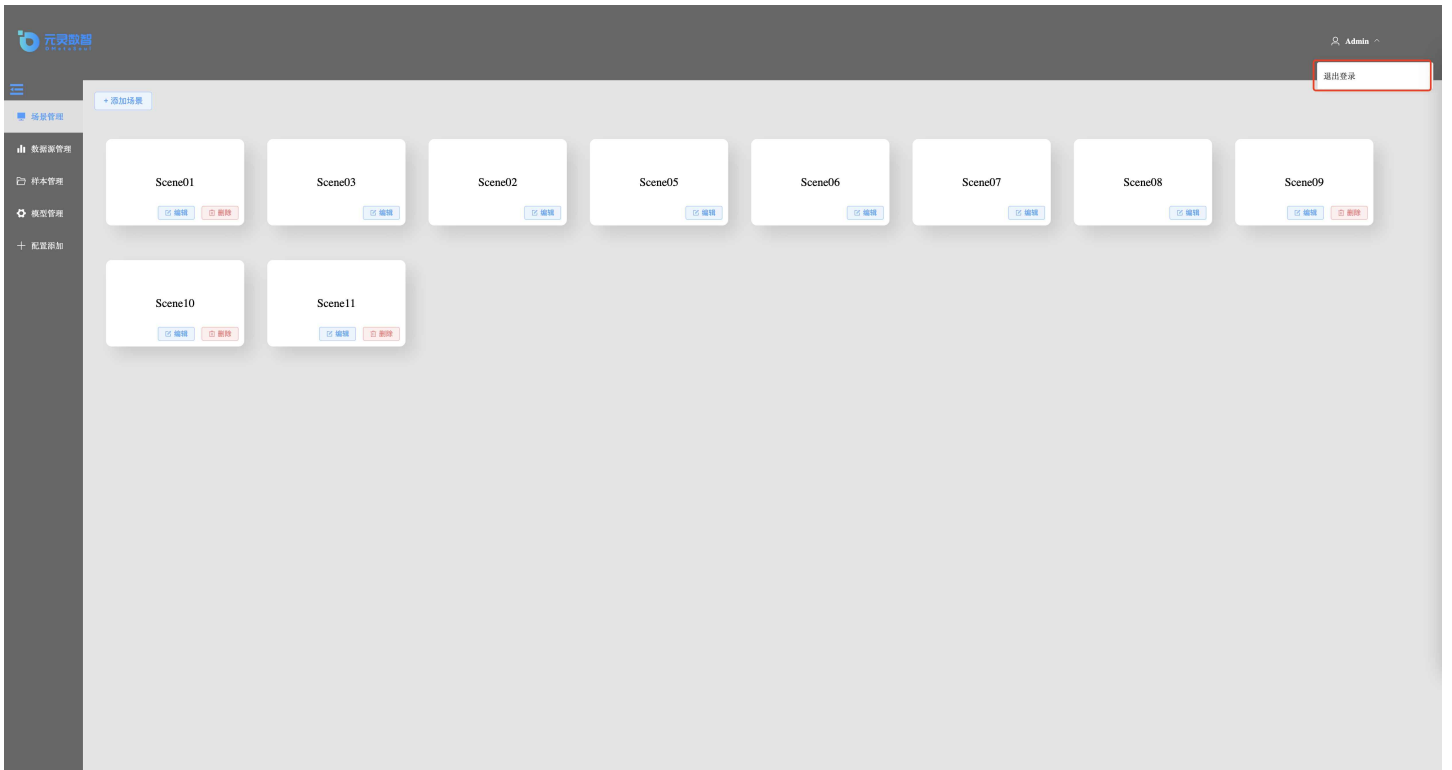 元灵数智
DMetaSoul
Admin
退出登录
+ 添加场景
场景管理
数据源管理
样本管理
模型管理
配置添加
Scene01
编辑 删除
Scene03
编辑
Scene02
编辑
Scene05
编辑
Scene06
编辑
Scene07
编辑
Scene08
编辑
Scene09
编辑 删除
Scene10
编辑 删除
Scene11
编辑 删除